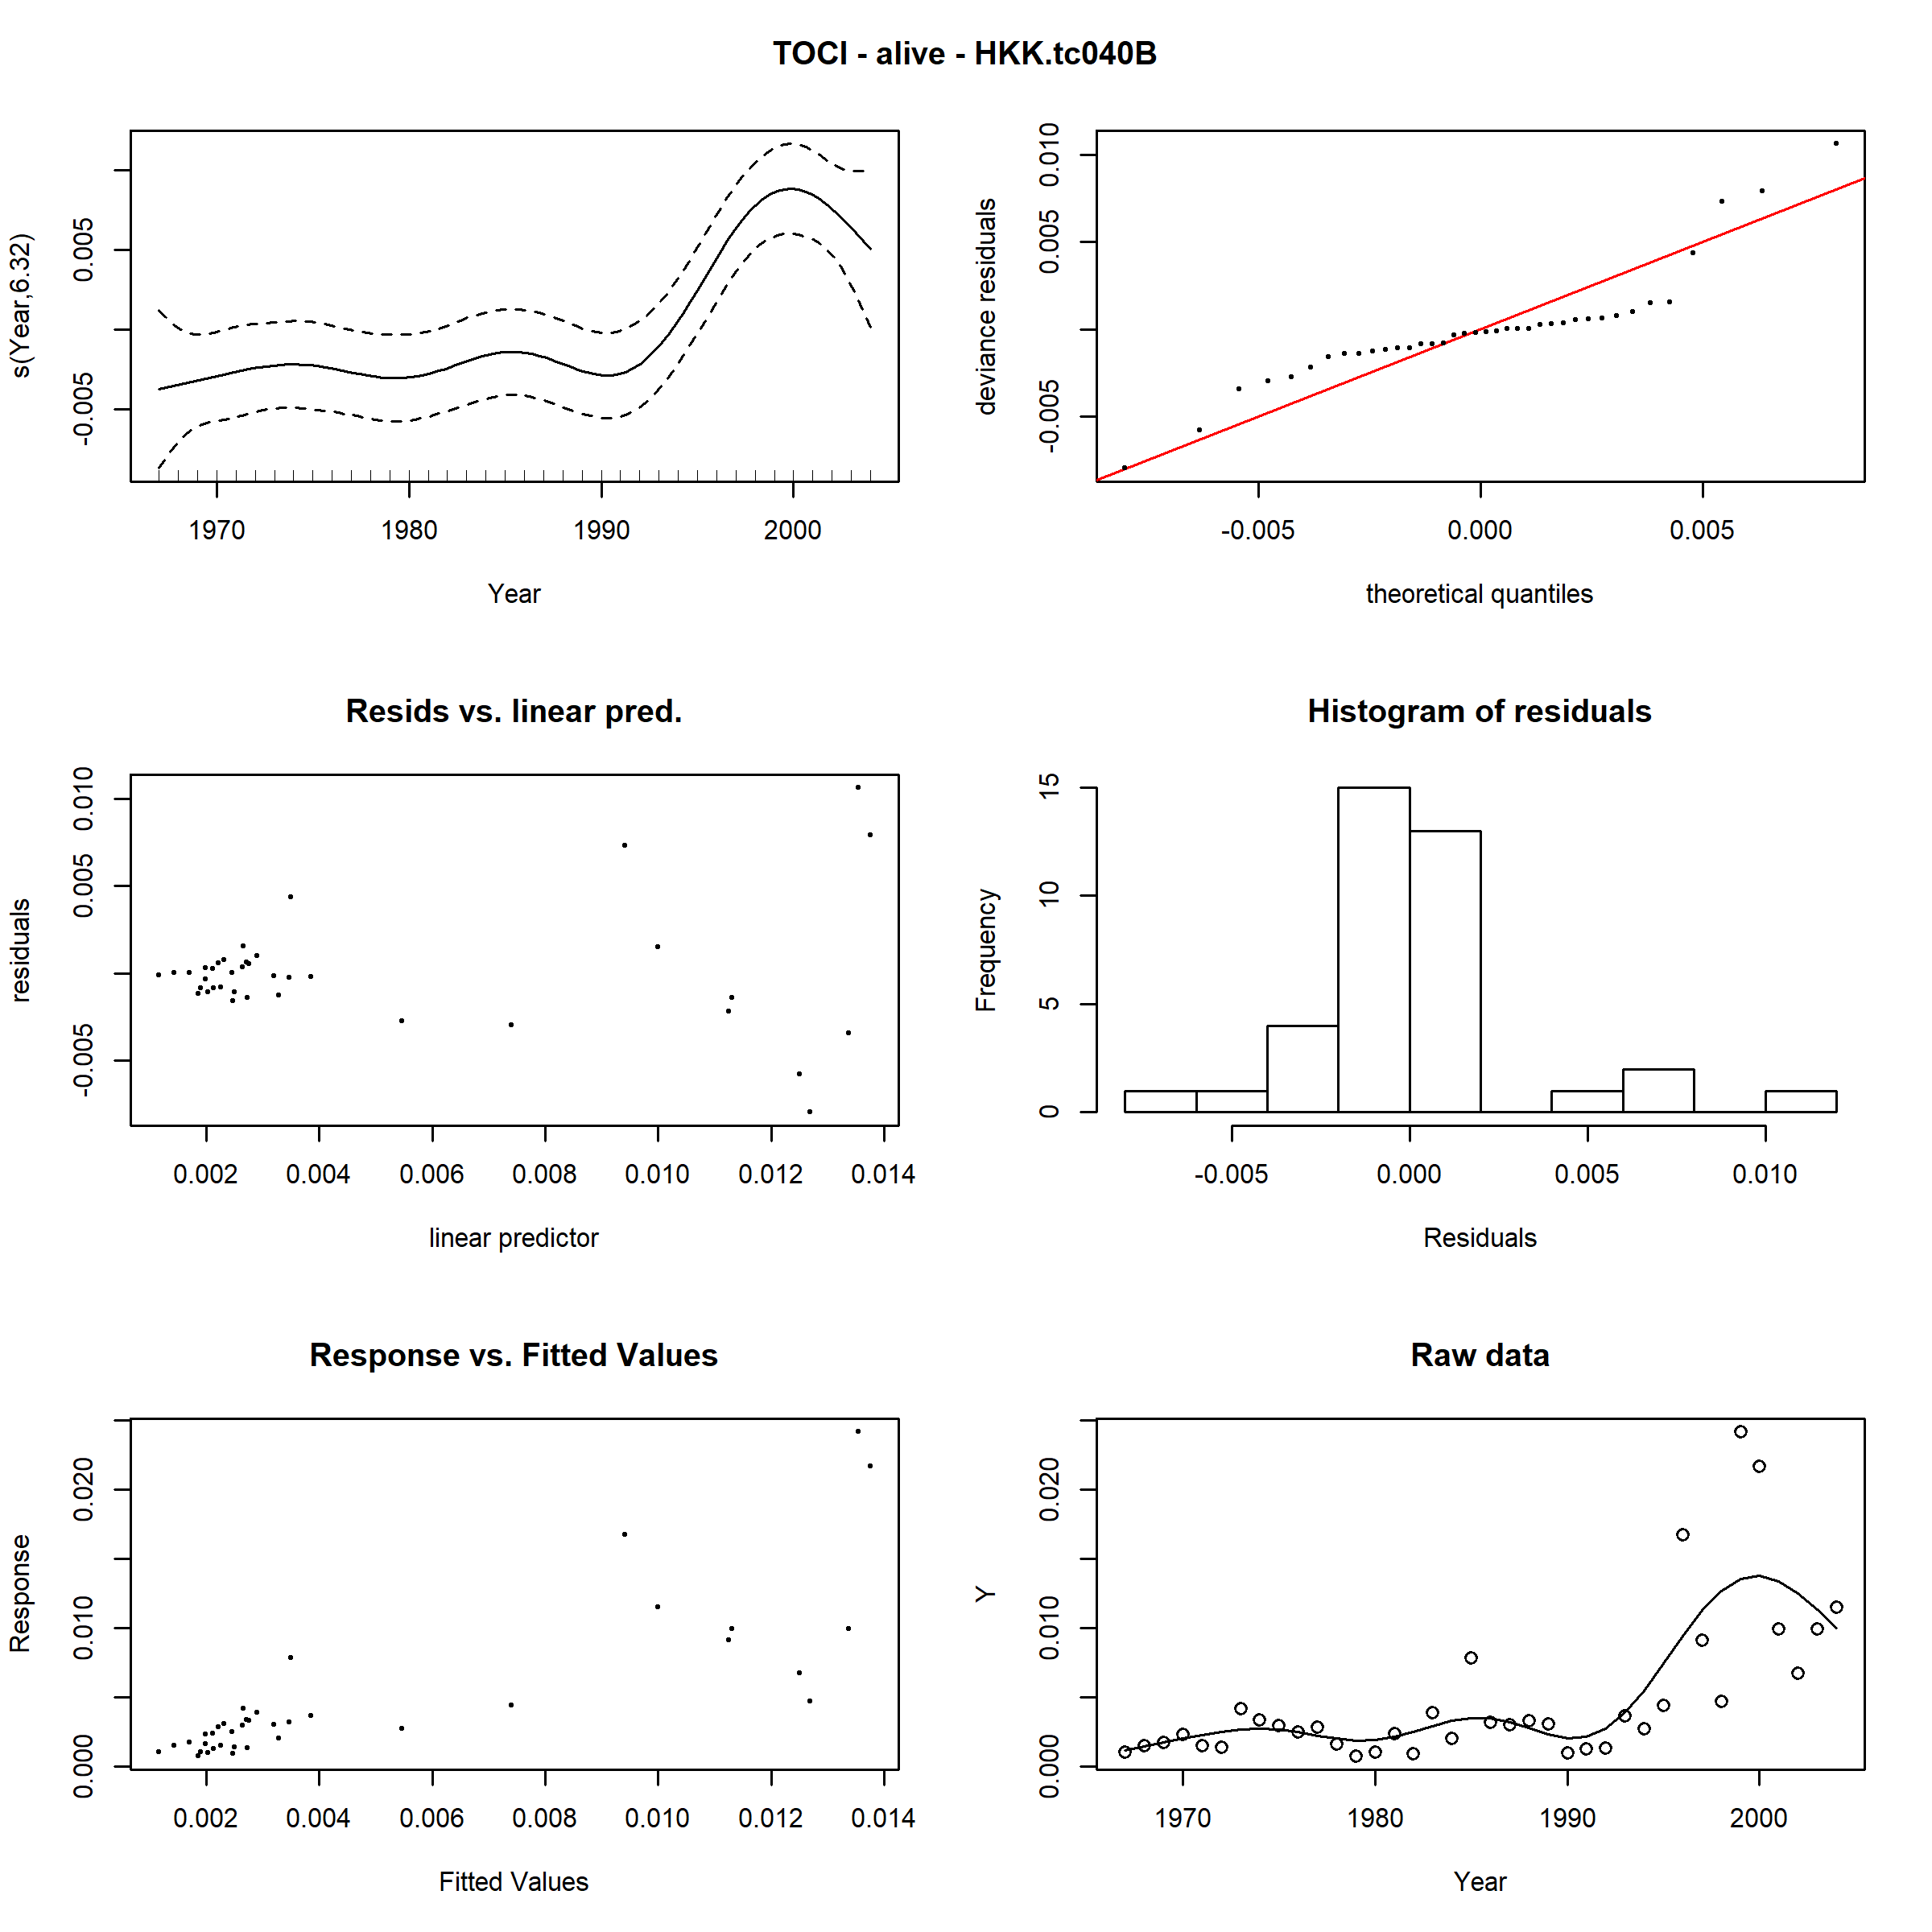 TOCI - alive - HKK.tc040B
s(Year,6.32)
-0.005 0.005
1970 1980 1990 2000
Year
deviance residuals
-0.005 0.005 0.010
-0.005 0.000 0.005
theoretical quantiles
Resids vs. linear pred.
residuals
-0.005 0.005 0.010
0.002 0.004 0.006 0.008 0.010 0.012 0.014
linear predictor
Histogram of residuals
Frequency
0 5 10 15
-0.005 0.000 0.005 0.010
Residuals
Response vs. Fitted Values
Response
0.000 0.010 0.020
0.002 0.004 0.006 0.008 0.010 0.012 0.014
Fitted Values
Raw data
Y
0.000 0.010 0.020
1970 1980 1990 2000
Year